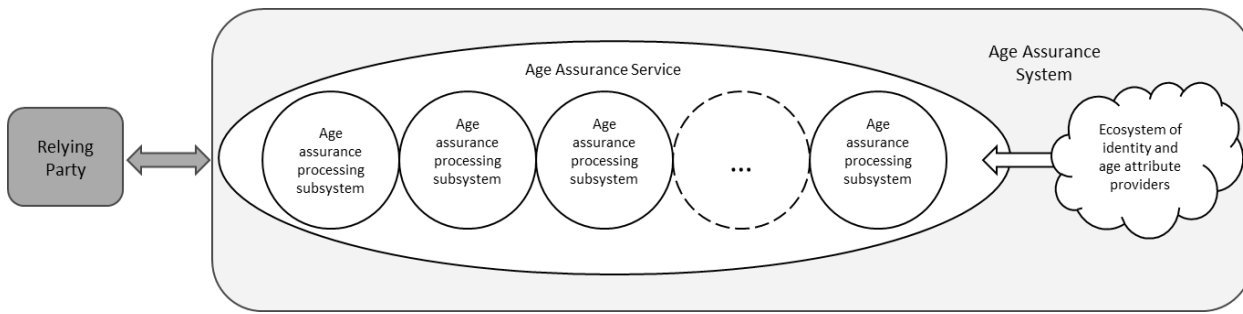 Age Assurance
System
Age Assurance Service
Relying
Party
Age
assurance
processing
subsystem
Age
assurance
processing
subsystem
Age
assurance
processing
subsystem
...
Age
assurance
processing
subsystem
Ecosystem of
identity and
age attribute
providers